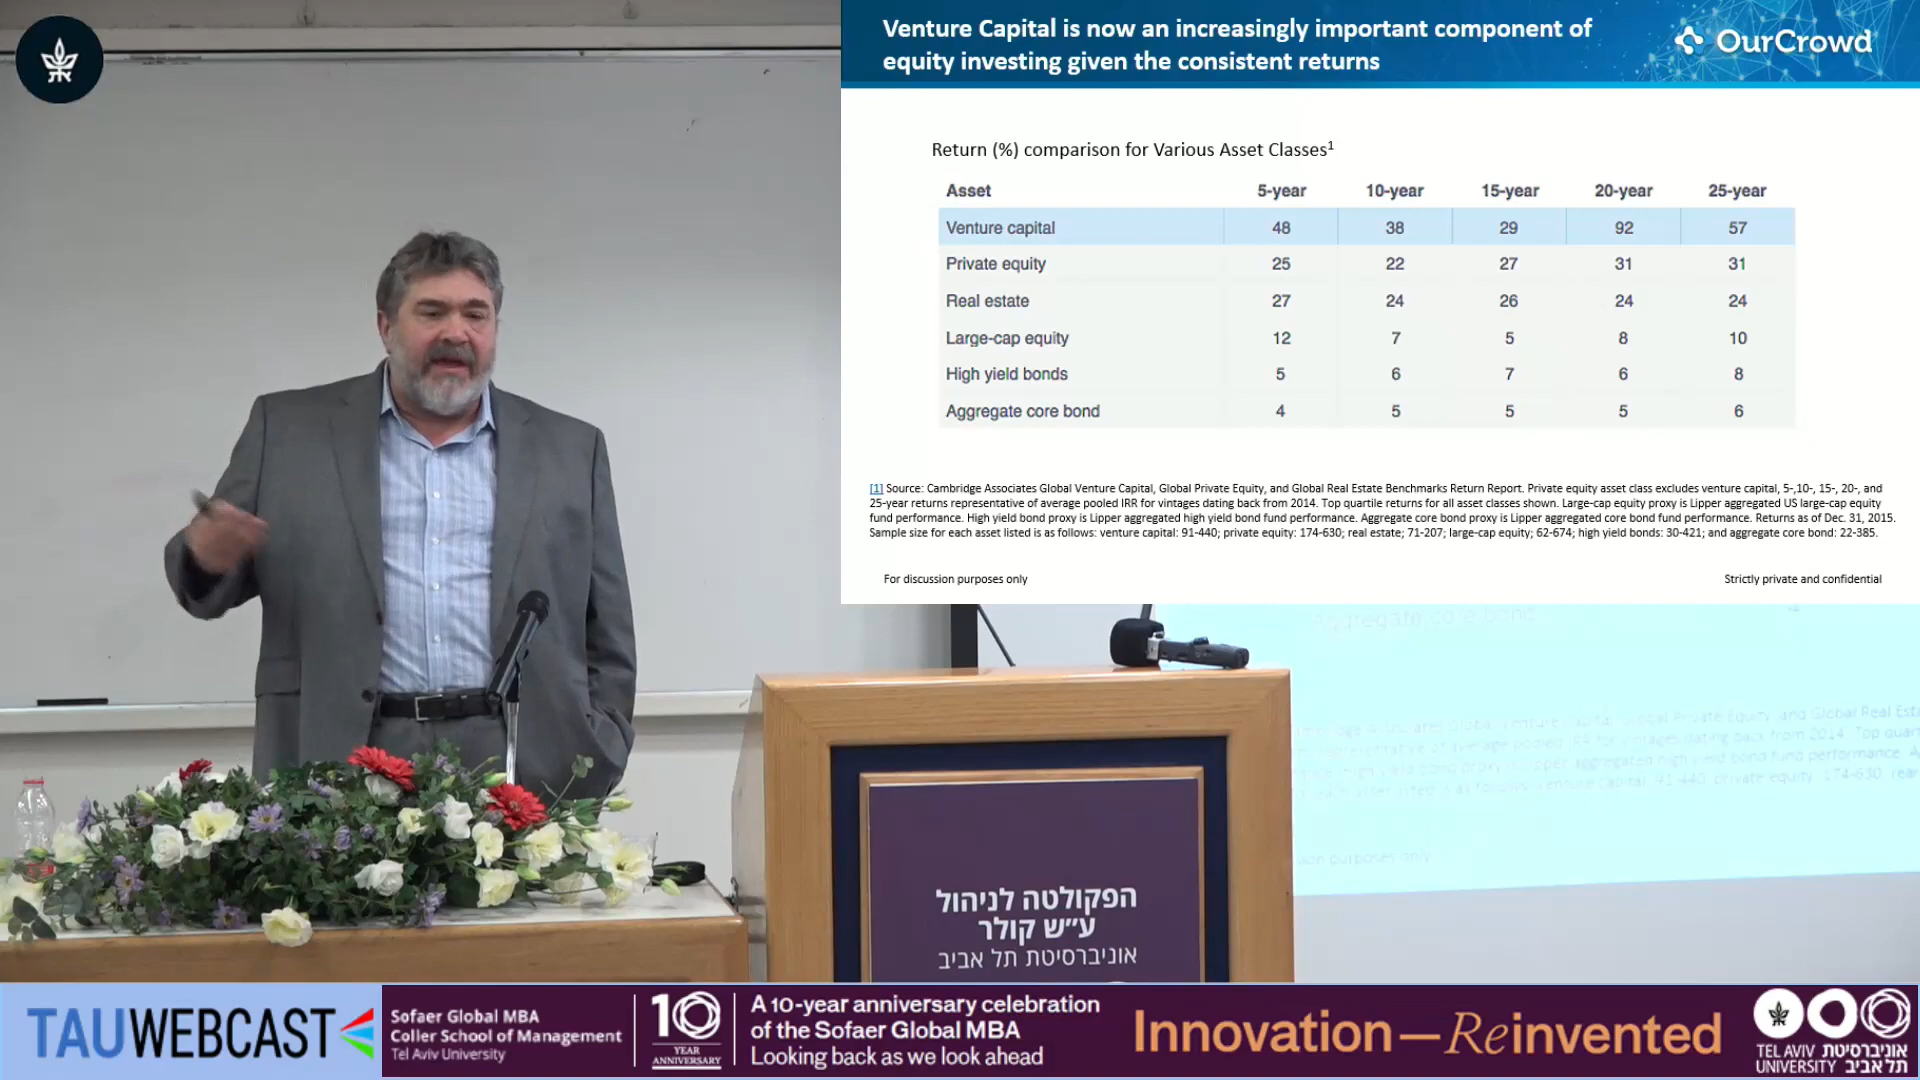 Venture Capital is now an increasingly important component of
equity investing given the consistent returns
OurCrowd
Return (%) comparison for Various Asset Classes¹
Asset 5-year 10-year 15-year 20-year 25-year
Venture capital 48 38 29 92 57
Private equity 25 22 27 31 31
Real estate 27 24 26 24 24
Large-cap equity 12 7 5 8 10
High yield bonds 5 6 7 6 8
Aggregate core bond 4 5 5 5 6
[1] Source: Cambridge Associates Global Venture Capital, Global Private Equity, and Global Real Estate Benchmarks Return Report. Private equity asset class excludes venture capital, 5-,10-, 15-, 20-, and
25-year returns representative of average pooled IRR for vintages dating back from 2014. Top quartile returns for all asset classes shown. Large-cap equity proxy is Lipper aggregated US large-cap equity
fund performance. High yield bond proxy is Lipper aggregated high yield bond fund performance. Aggregate core bond proxy is Lipper aggregated core bond fund performance. Returns as of Dec. 31, 2015.
Sample size for each asset listed is as follows: venture capital: 91-440; private equity: 174-630; real estate; 71-207; large-cap equity; 62-674; high yield bonds: 30-421; and aggregate core bond: 22-385.
For discussion purposes only Strictly private and confidential
Aggregate core bond
הפקולטה לניהול
ע״ש קולר
אוניברסיטת תל אביב
TAUWEBCAST
Sofaer Global MBA
Coller School of Management
Tel Aviv University
10
YEAR
ANNIVERSARY
A 10-year anniversary celebration
of the Sofaer Global MBA
Looking back as we look ahead
Innovation—Reinvented
TEL AVIV אוניברסיטת
UNIVERSITY תל אביב